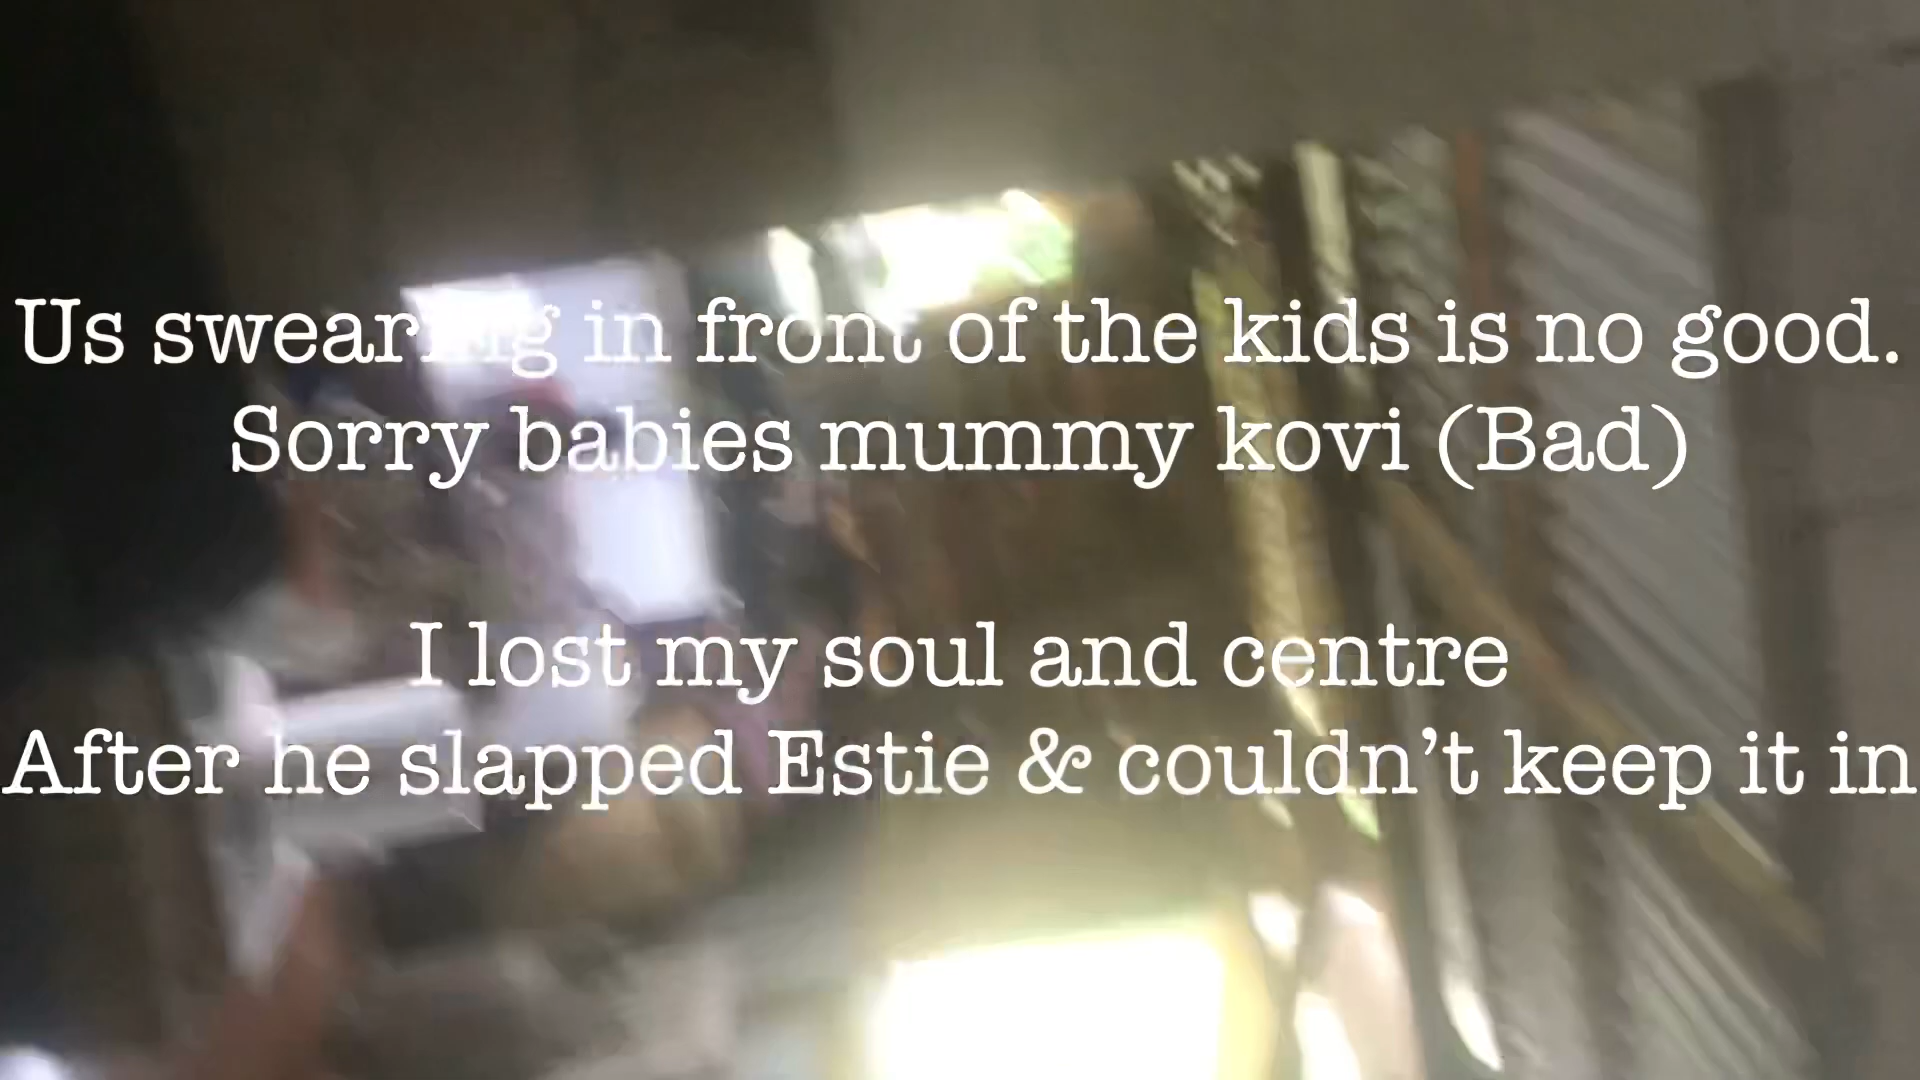 Us swearing in front of the kids is no good.
Sorry babies mummy kovi (Bad)
I lost my soul and centre
After he slapped Estie & couldn’t keep it in